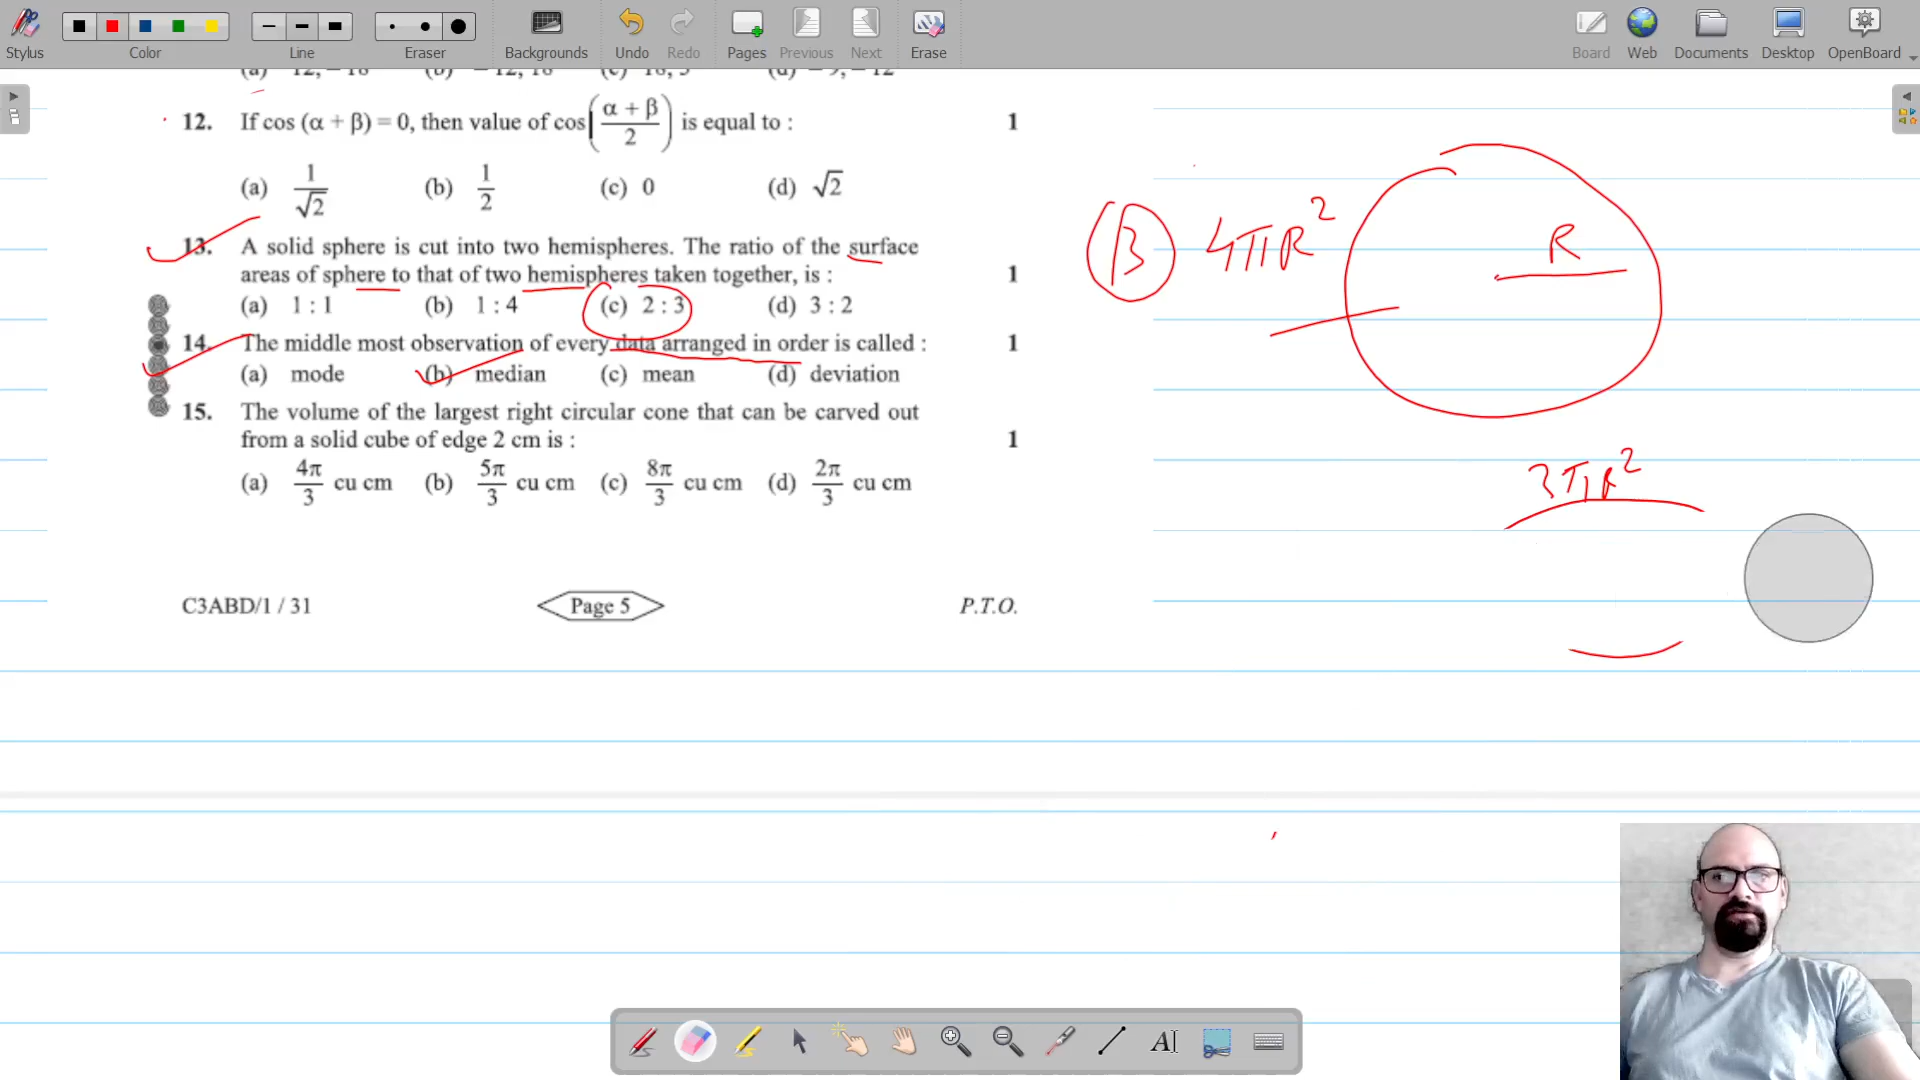 Stylus Color Line Eraser Backgrounds Undo Redo Pages Previous Next Erase Board Web Documents Desktop OpenBoard
12. If cos (α + β) = 0, then value of cos((α + β)/2) is equal to : 1
(a) 1/√2 (b) 1/2 (c) 0 (d) √2
13. A solid sphere is cut into two hemispheres. The ratio of the surface
areas of sphere to that of two hemispheres taken together, is : 1
(a) 1 : 1 (b) 1 : 4 (c) 2 : 3 (d) 3 : 2
14. The middle most observation of every data arranged in order is called : 1
(a) mode (b) median (c) mean (d) deviation
15. The volume of the largest right circular cone that can be carved out
from a solid cube of edge 2 cm is : 1
(a) 4π/3 cu cm (b) 5π/3 cu cm (c) 8π/3 cu cm (d) 2π/3 cu cm
C3ABD/1 / 31 Page 5 P.T.O.
13 4πR²
R
3πR²